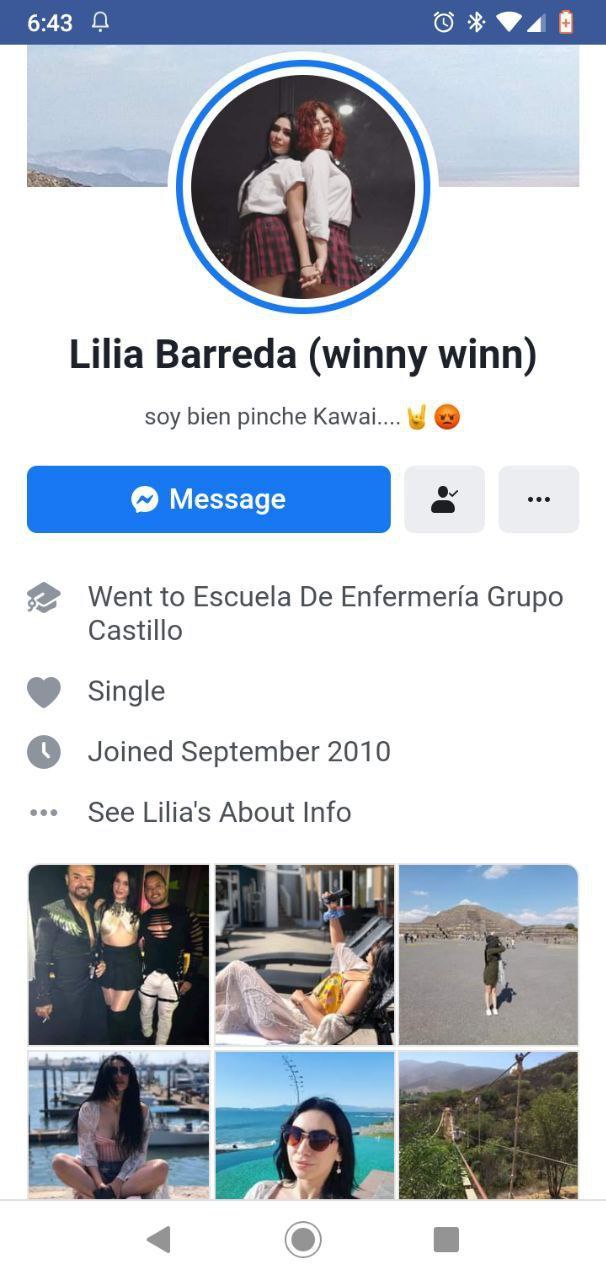 6:43
Lilia Barreda (winny winn)
soy bien pinche Kawai....🤘😡
Message
Went to Escuela De Enfermería Grupo
Castillo
Single
Joined September 2010
See Lilia's About Info